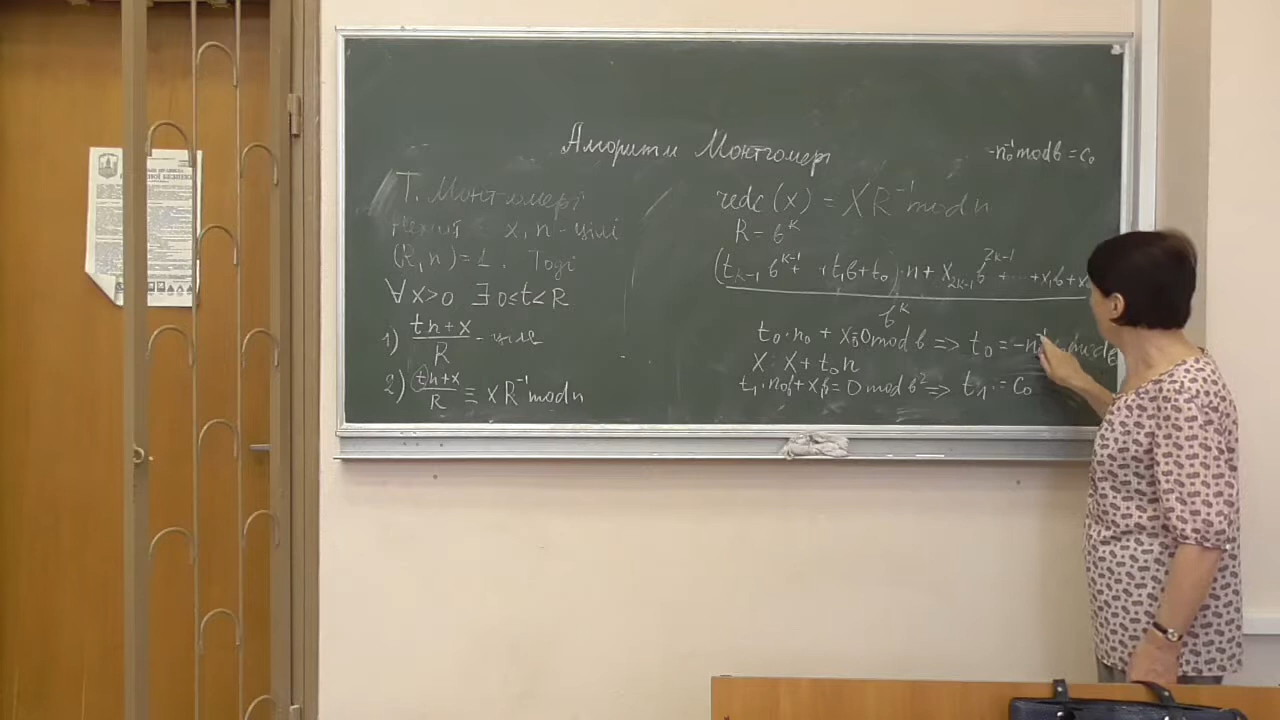 Алгоритм Монтгомері
-n₀⁻¹ mod b = c₀
Т. Монтгомері
Нехай x, n - цілі
(R, n) = 1. Тоді
∀ x>0 ∃ 0≤t<R
1) (tn+x)/R - ціле
2) (tn+x)/R ≡ xR⁻¹ mod n
redc(x) = XR⁻¹ mod n
R = b^k
(t_{k-1} b^{k-1} + ... + t₁b + t₀)·n + x_{2k-1} b^{2k-1} + ... + x₁b + x₀
b^k
t₀·n₀ + x₀ = 0 mod b ⇒ t₀ = -n₀⁻¹ mod b
X: X + t₀n
t₁·n₀b + x₁b = 0 mod b² ⇒ t₁ = c₀